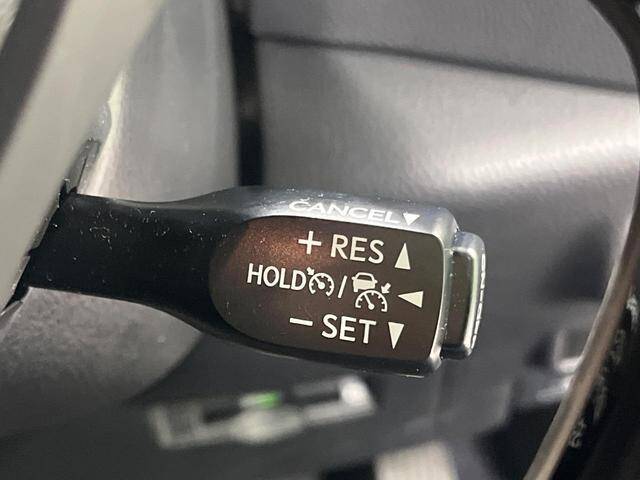 CANCEL▼
+ RES ▲
HOLD / ◀
− SET ▼